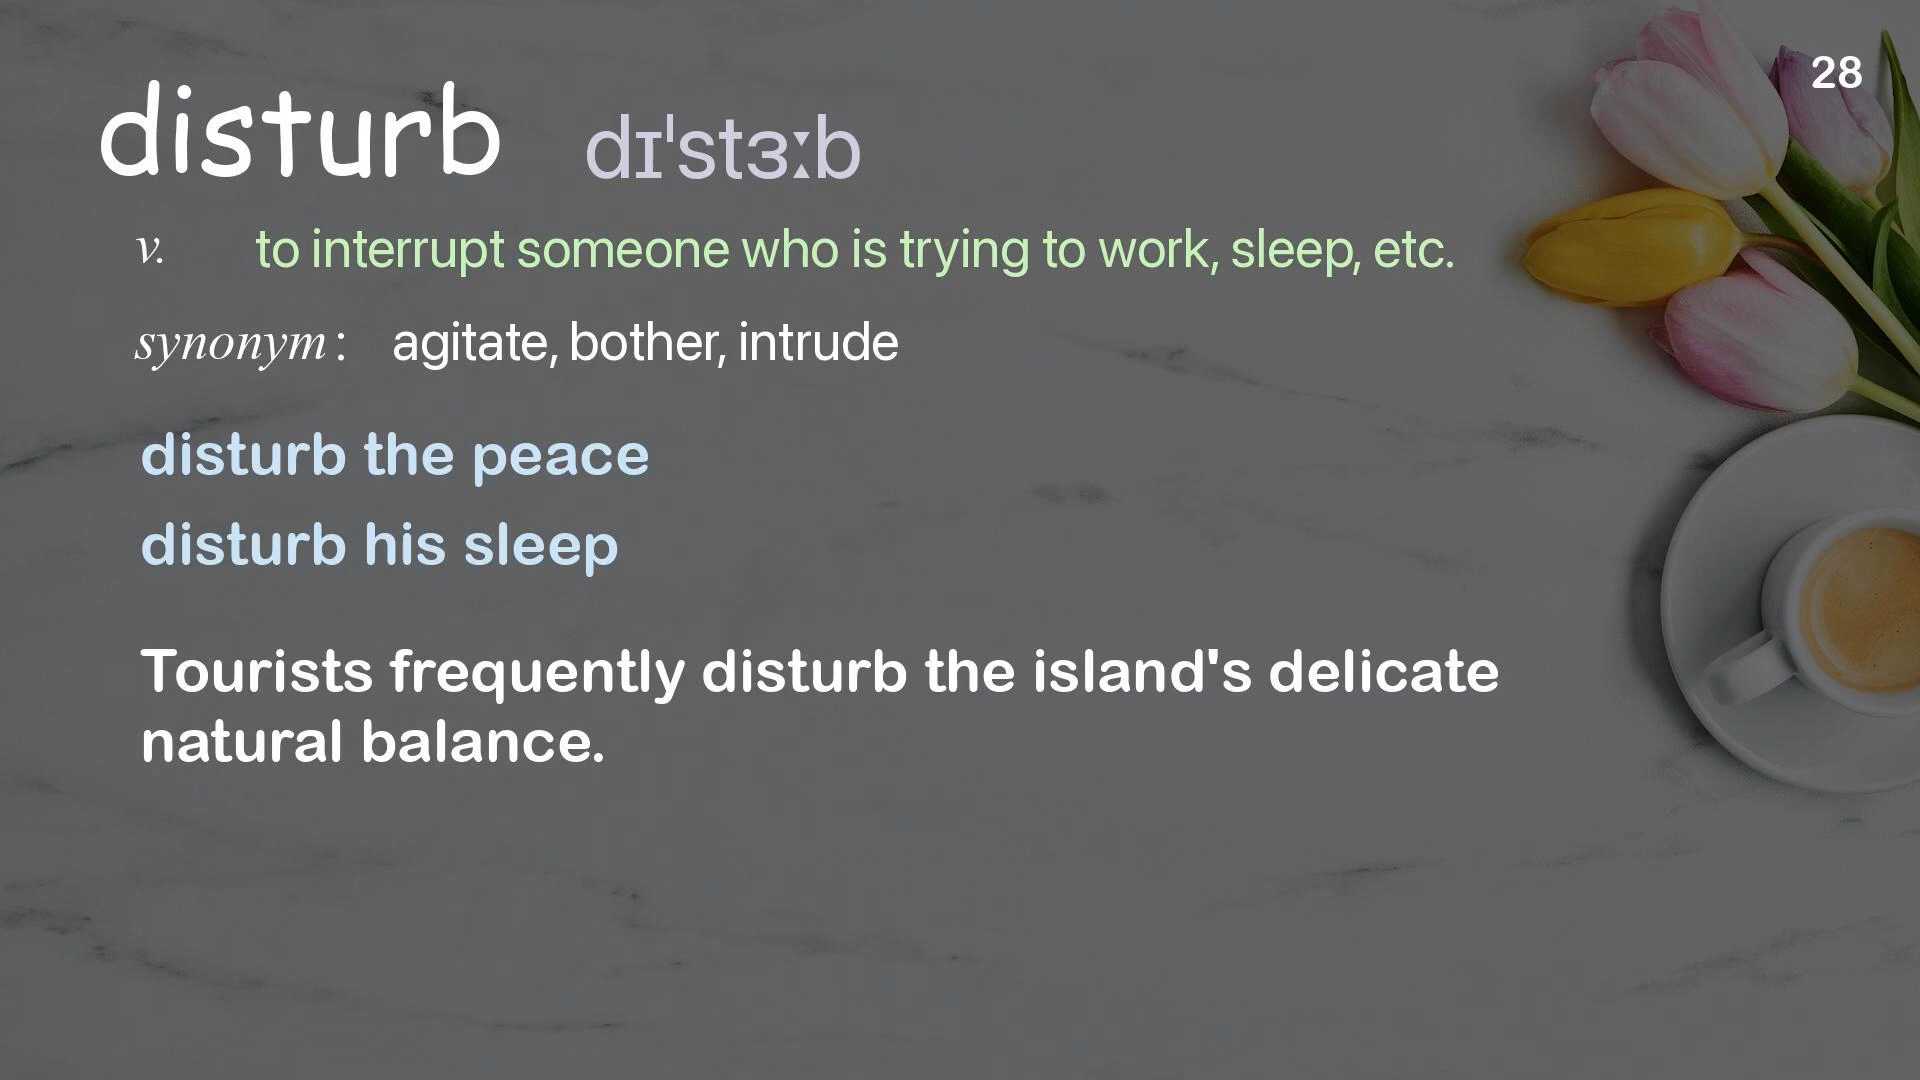 28
disturb dɪˈstɜːb
v. to interrupt someone who is trying to work, sleep, etc.
synonym : agitate, bother, intrude
disturb the peace
disturb his sleep
Tourists frequently disturb the island's delicate
natural balance.